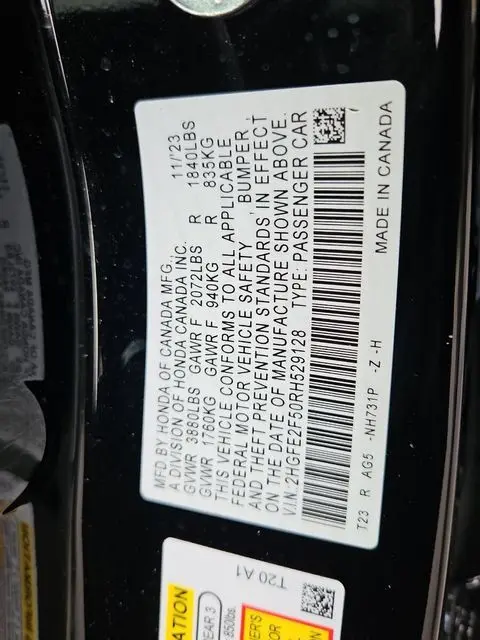 MFD BY HONDA OF CANADA MFG.,
A DIVISION OF HONDA CANADA INC. 11/'23
GVWR 3880LBS GAWR F 2072LBS R 1840LBS
GVWR 1760KG GAWR F 940KG R 835KG
THIS VEHICLE CONFORMS TO ALL APPLICABLE
FEDERAL MOTOR VEHICLE SAFETY, BUMPER,
AND THEFT PREVENTION STANDARDS IN EFFECT
ON THE DATE OF MANUFACTURE SHOWN ABOVE.
V.I.N. 2HGFE2F50RH529128 TYPE: PASSENGER CAR
T23 R AG5 -NH731P -Z -H MADE IN CANADA
T20 A1